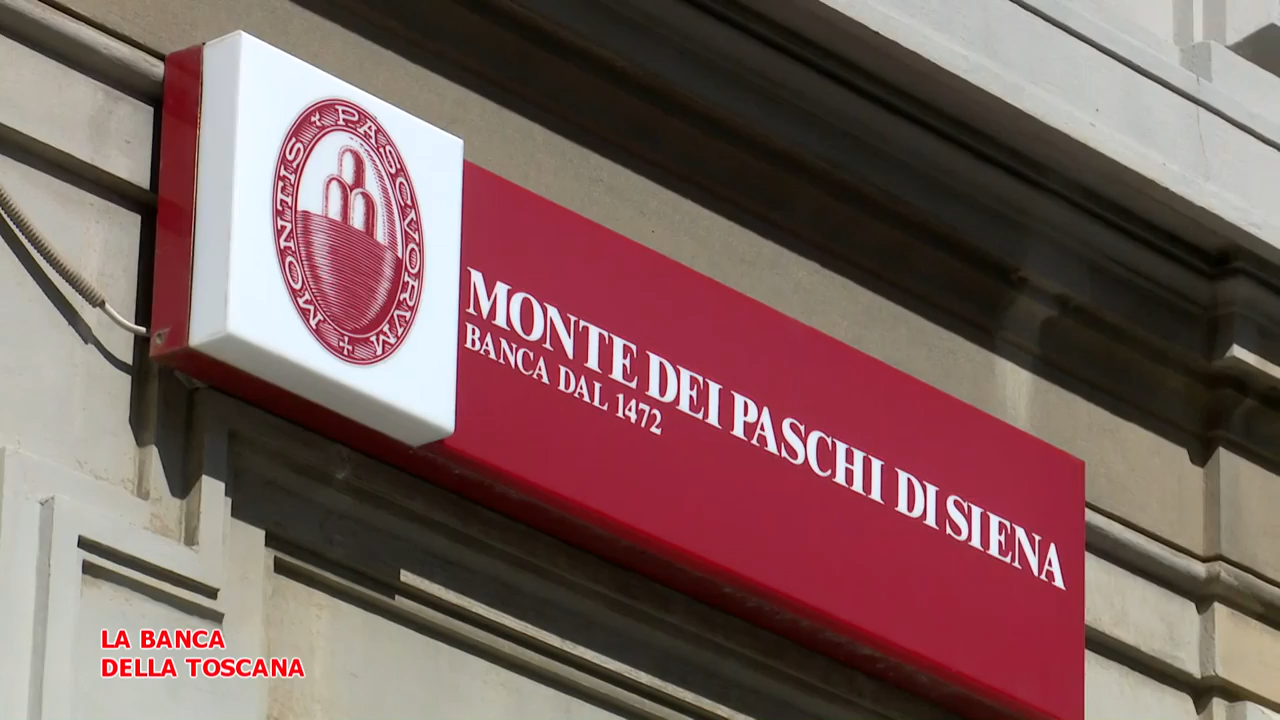 MONTIS PASCVORVM
MONTE DEI PASCHI DI SIENA
BANCA DAL 1472
LA BANCA
DELLA TOSCANA